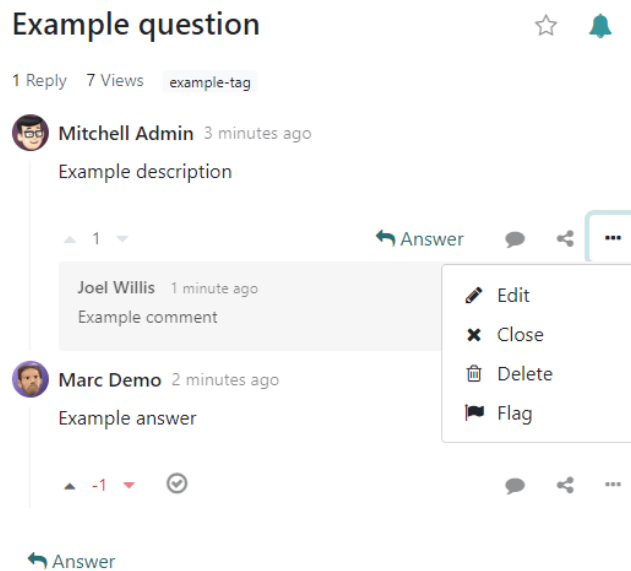 Example question
1 Reply 7 Views example-tag
Mitchell Admin 3 minutes ago
Example description
1 Answer
Joel Willis 1 minute ago
Example comment
Edit
Close
Delete
Flag
Marc Demo 2 minutes ago
Example answer
-1
Answer